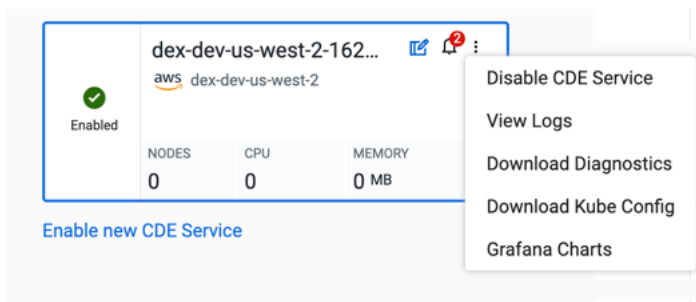 dex-dev-us-west-2-162...
2
aws dex-dev-us-west-2
Enabled
NODES CPU MEMORY
0 0 0 MB
Disable CDE Service
View Logs
Download Diagnostics
Download Kube Config
Grafana Charts
Enable new CDE Service